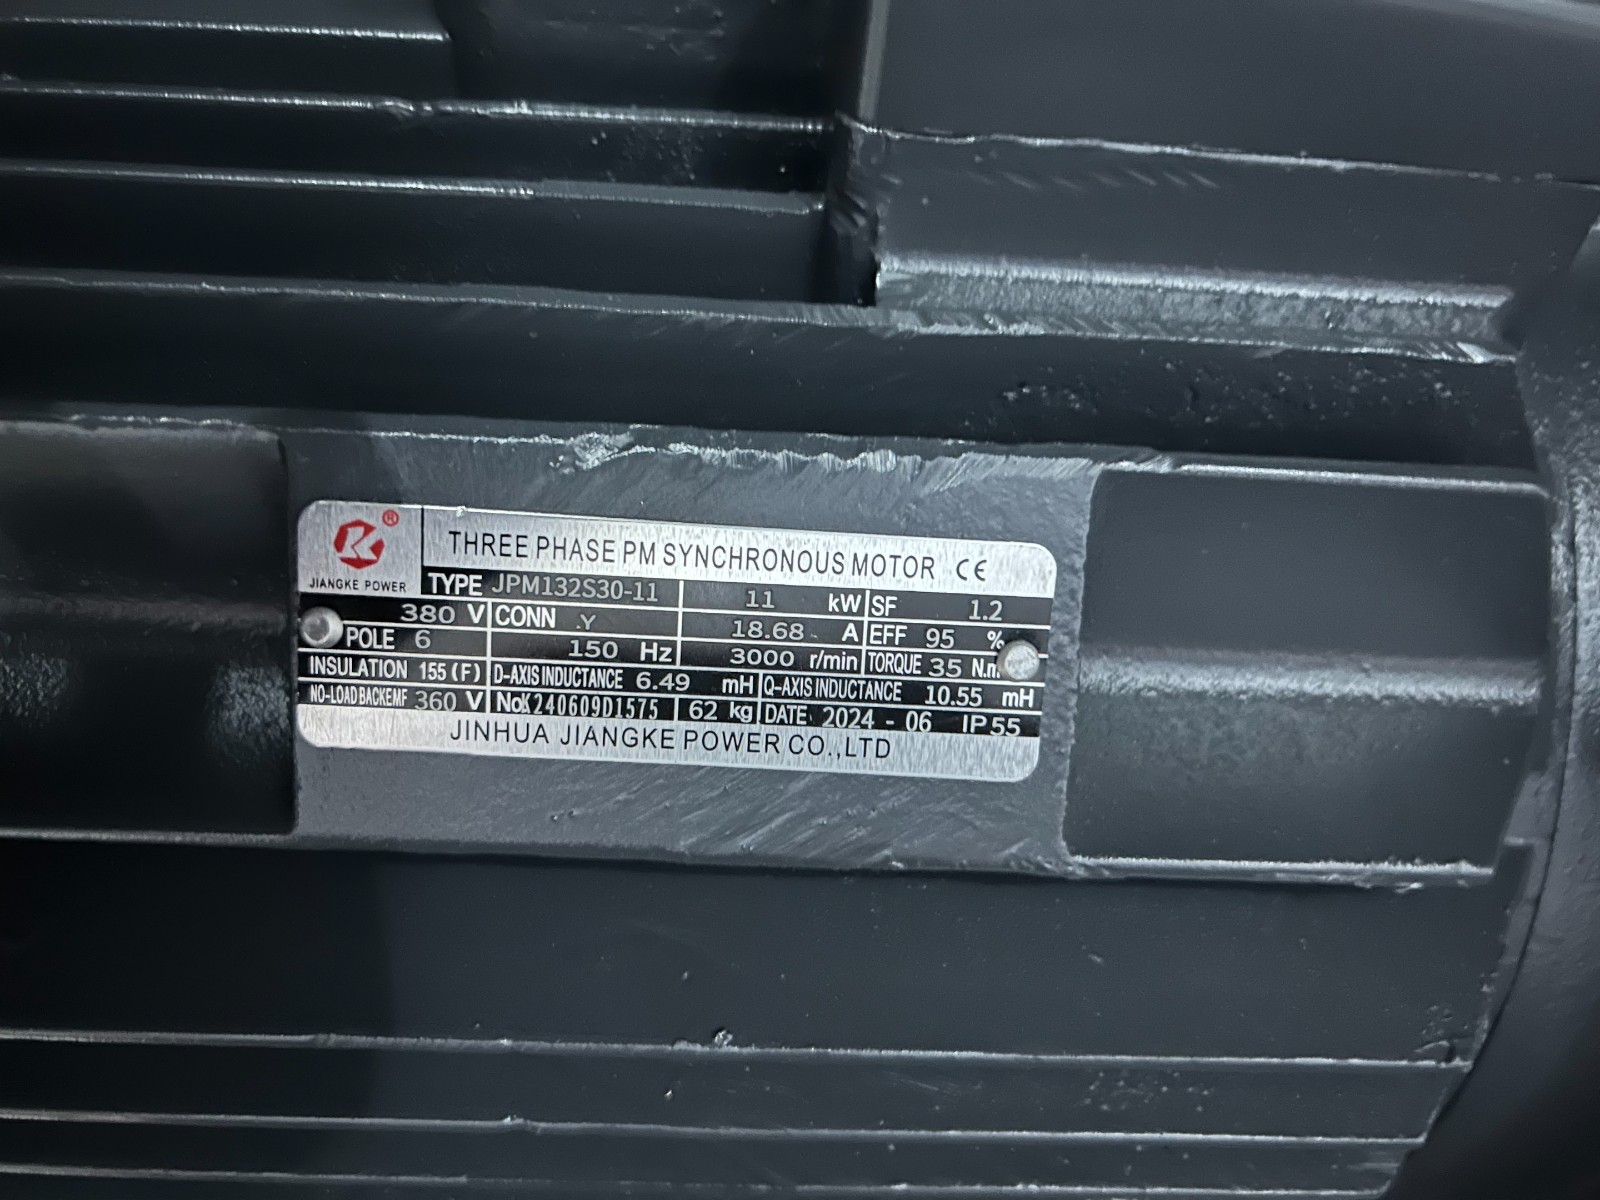 ®
JIANGKE POWER
THREE PHASE PM SYNCHRONOUS MOTOR CE
TYPE JPM132S30-11 11 kW SF 1.2
380 V CONN Y 18.68 A EFF 95 %
POLE 6 150 Hz 3000 r/min TORQUE 35 N.m
INSULATION 155 (F) D-AXIS INDUCTANCE 6.49 mH Q-AXIS INDUCTANCE 10.55 mH
NO-LOAD BACKEMF 360 V No 240609D1575 62 kg DATE 2024 - 06 IP 55
JINHUA JIANGKE POWER CO.,LTD